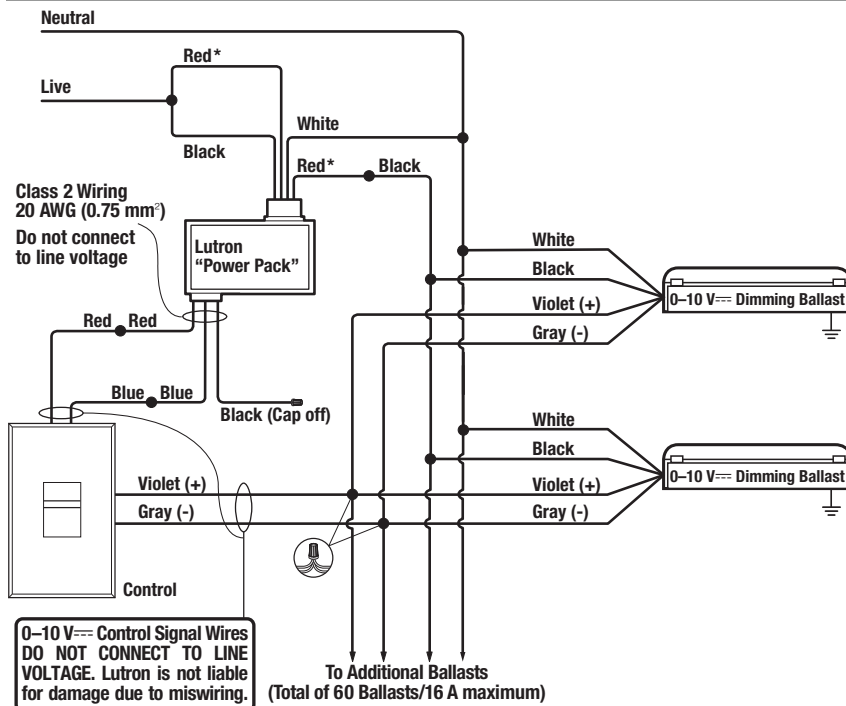 Neutral
Red*
Live
White
Black
Red* Black
Class 2 Wiring
20 AWG (0.75 mm²)
Do not connect
to line voltage
Lutron
“Power Pack”
White
Black
Violet (+)
Gray (-)
0–10 V⎓ Dimming Ballast
Red Red
Blue Blue
Black (Cap off)
White
Black
Violet (+)
Gray (-)
0–10 V⎓ Dimming Ballast
Violet (+)
Gray (-)
Control
0–10 V⎓ Control Signal Wires
DO NOT CONNECT TO LINE
VOLTAGE. Lutron is not liable
for damage due to miswiring.
To Additional Ballasts
(Total of 60 Ballasts/16 A maximum)